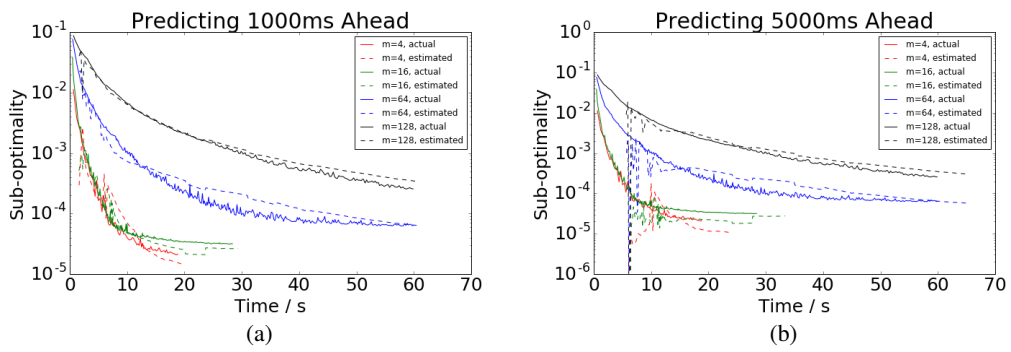 Predicting 1000ms Ahead
10^-1
10^-2
10^-3
10^-4
10^-5
Sub-optimality
0 10 20 30 40 50 60 70
Time / s
m=4, actual
m=4, estimated
m=16, actual
m=16, estimated
m=64, actual
m=64, estimated
m=128, actual
m=128, estimated
(a)
Predicting 5000ms Ahead
10^0
10^-1
10^-2
10^-3
10^-4
10^-5
10^-6
Sub-optimality
0 10 20 30 40 50 60 70
Time / s
m=4, actual
m=4, estimated
m=16, actual
m=16, estimated
m=64, actual
m=64, estimated
m=128, actual
m=128, estimated
(b)